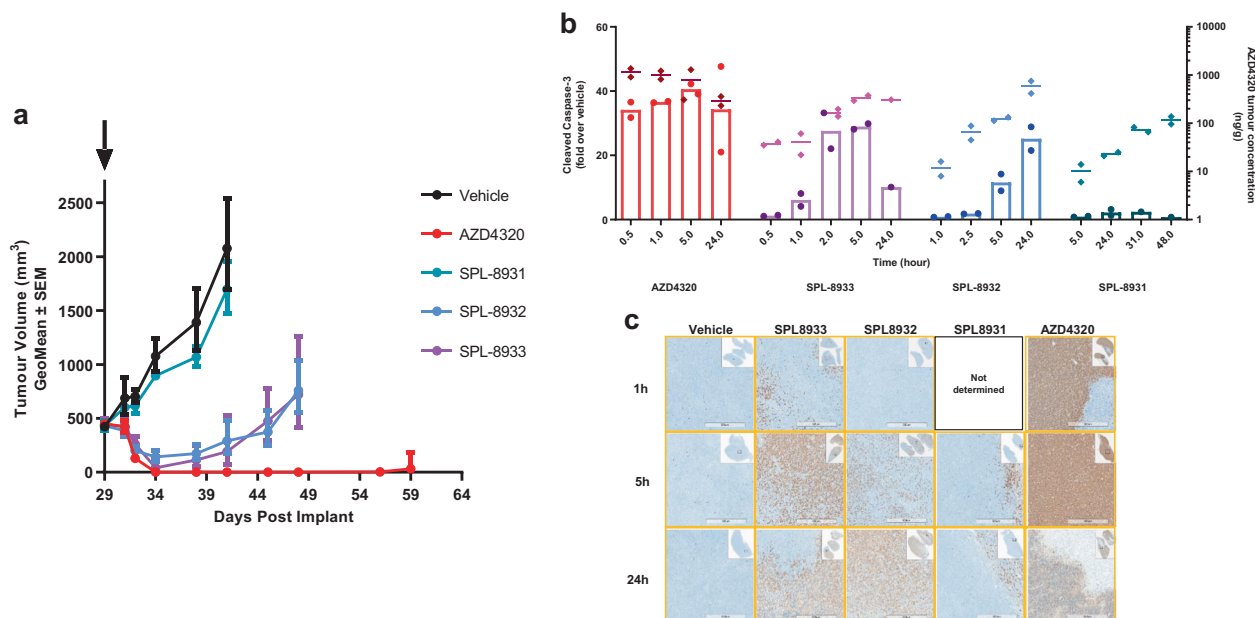 a
Tumour Volume (mm³)
GeoMean ± SEM
2500
2000
1500
1000
500
0
29 34 39 44 49 54 59 64
Days Post Implant
Vehicle
AZD4320
SPL-8931
SPL-8932
SPL-8933
b
Cleaved Caspase-3
(fold over vehicle)
60
40
20
0
AZD4320 tumour concentration
(ng/g)
10000
1000
100
10
1
0.5 1.0 5.0 24.0 0.5 1.0 2.0 5.0 24.0 1.0 2.5 5.0 24.0 5.0 24.0 31.0 48.0
Time (hour)
AZD4320 SPL-8933 SPL-8932 SPL-8931
c
Vehicle SPL8933 SPL8932 SPL8931 AZD4320
1h
Not
determined
5h
24h